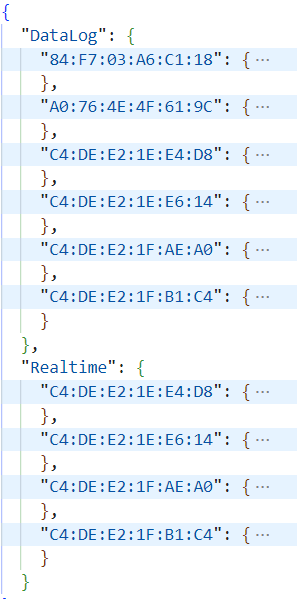 {
"DataLog": {
"84:F7:03:A6:C1:18": { ...
},
"A0:76:4E:4F:61:9C": { ...
},
"C4:DE:E2:1E:E4:D8": { ...
},
"C4:DE:E2:1E:E6:14": { ...
},
"C4:DE:E2:1F:AE:A0": { ...
},
"C4:DE:E2:1F:B1:C4": { ...
}
},
"Realtime": {
"C4:DE:E2:1E:E4:D8": { ...
},
"C4:DE:E2:1E:E6:14": { ...
},
"C4:DE:E2:1F:AE:A0": { ...
},
"C4:DE:E2:1F:B1:C4": { ...
}
}